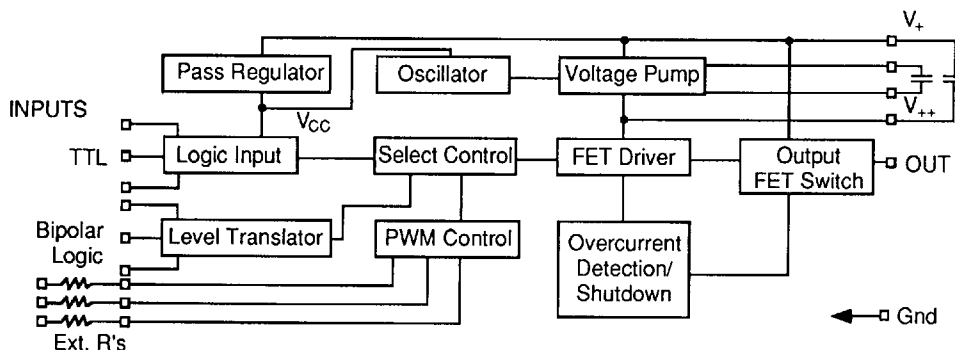 V+
Pass Regulator
Oscillator
Voltage Pump
INPUTS
VCC
V++
TTL
Logic Input
Select Control
FET Driver
Output
FET Switch
OUT
Bipolar
Logic
Level Translator
PWM Control
Overcurrent
Detection/
Shutdown
Ext. R's
Gnd